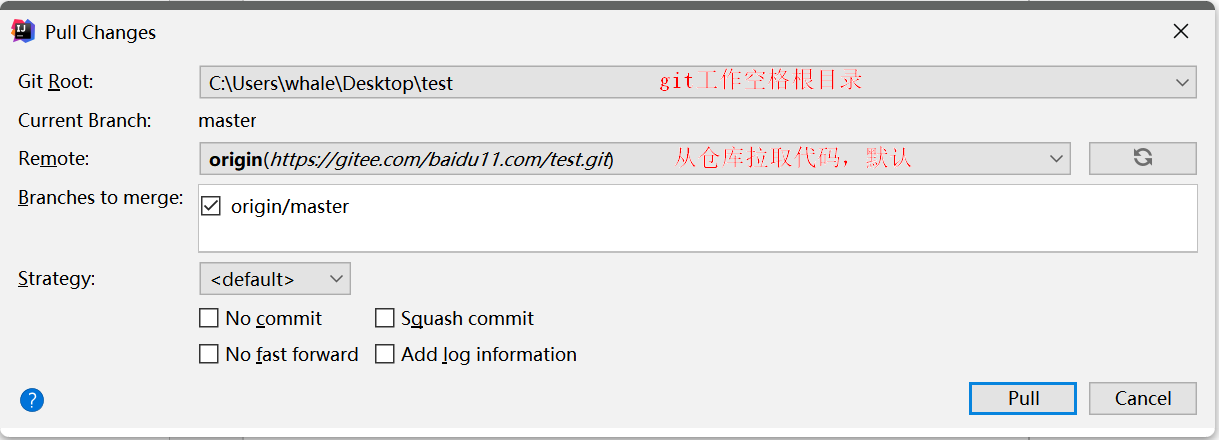 Pull Changes
Git Root: C:\Users\whale\Desktop\test git工作空格根目录
Current Branch: master
Remote: origin(https://gitee.com/baidu11.com/test.git) 从仓库拉取代码，默认
Branches to merge: origin/master
Strategy: <default>
No commit Squash commit
No fast forward Add log information
? Pull Cancel